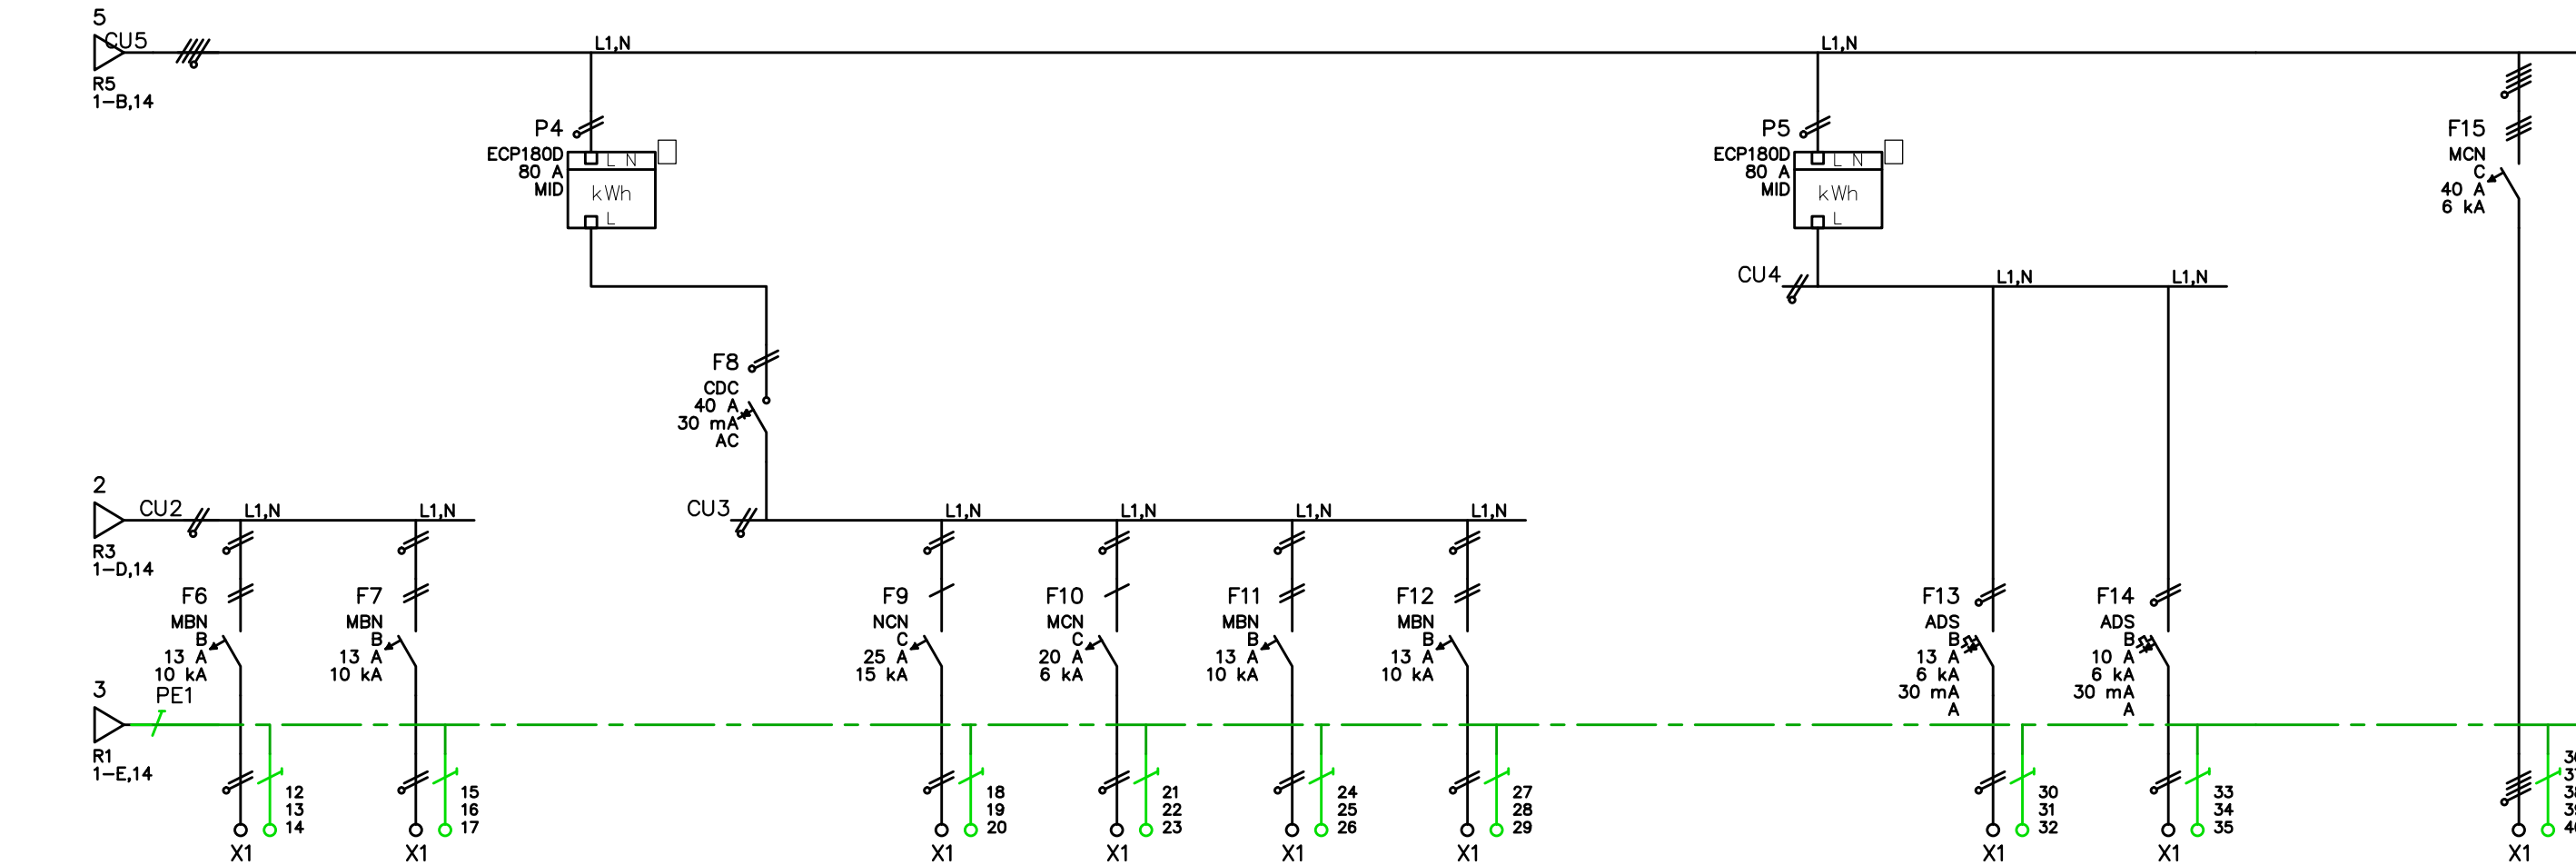 5
CU5
R5
1-B,14
L1,N
L1,N
P4
ECP180D
80 A
MID
L N
kWh
L
P5
ECP180D
80 A
MID
L N
kWh
L
F15
MCN
C
40 A
6 kA
CU4
L1,N
L1,N
F8
CDC
40 A
30 mA
AC
2
CU2
R3
1-D,14
L1,N
L1,N
CU3
L1,N
L1,N
L1,N
L1,N
F6
MBN
B
13 A
10 kA
F7
MBN
B
13 A
10 kA
F9
NCN
C
25 A
15 kA
F10
MCN
C
20 A
6 kA
F11
MBN
B
13 A
10 kA
F12
MBN
B
13 A
10 kA
F13
ADS
B
13 A
6 kA
30 mA
A
F14
ADS
B
10 A
6 kA
30 mA
A
3
PE1
R1
1-E,14
12
13
14
X1
15
16
17
X1
18
19
20
X1
21
22
23
X1
24
25
26
X1
27
28
29
X1
30
31
32
X1
33
34
35
X1
X1